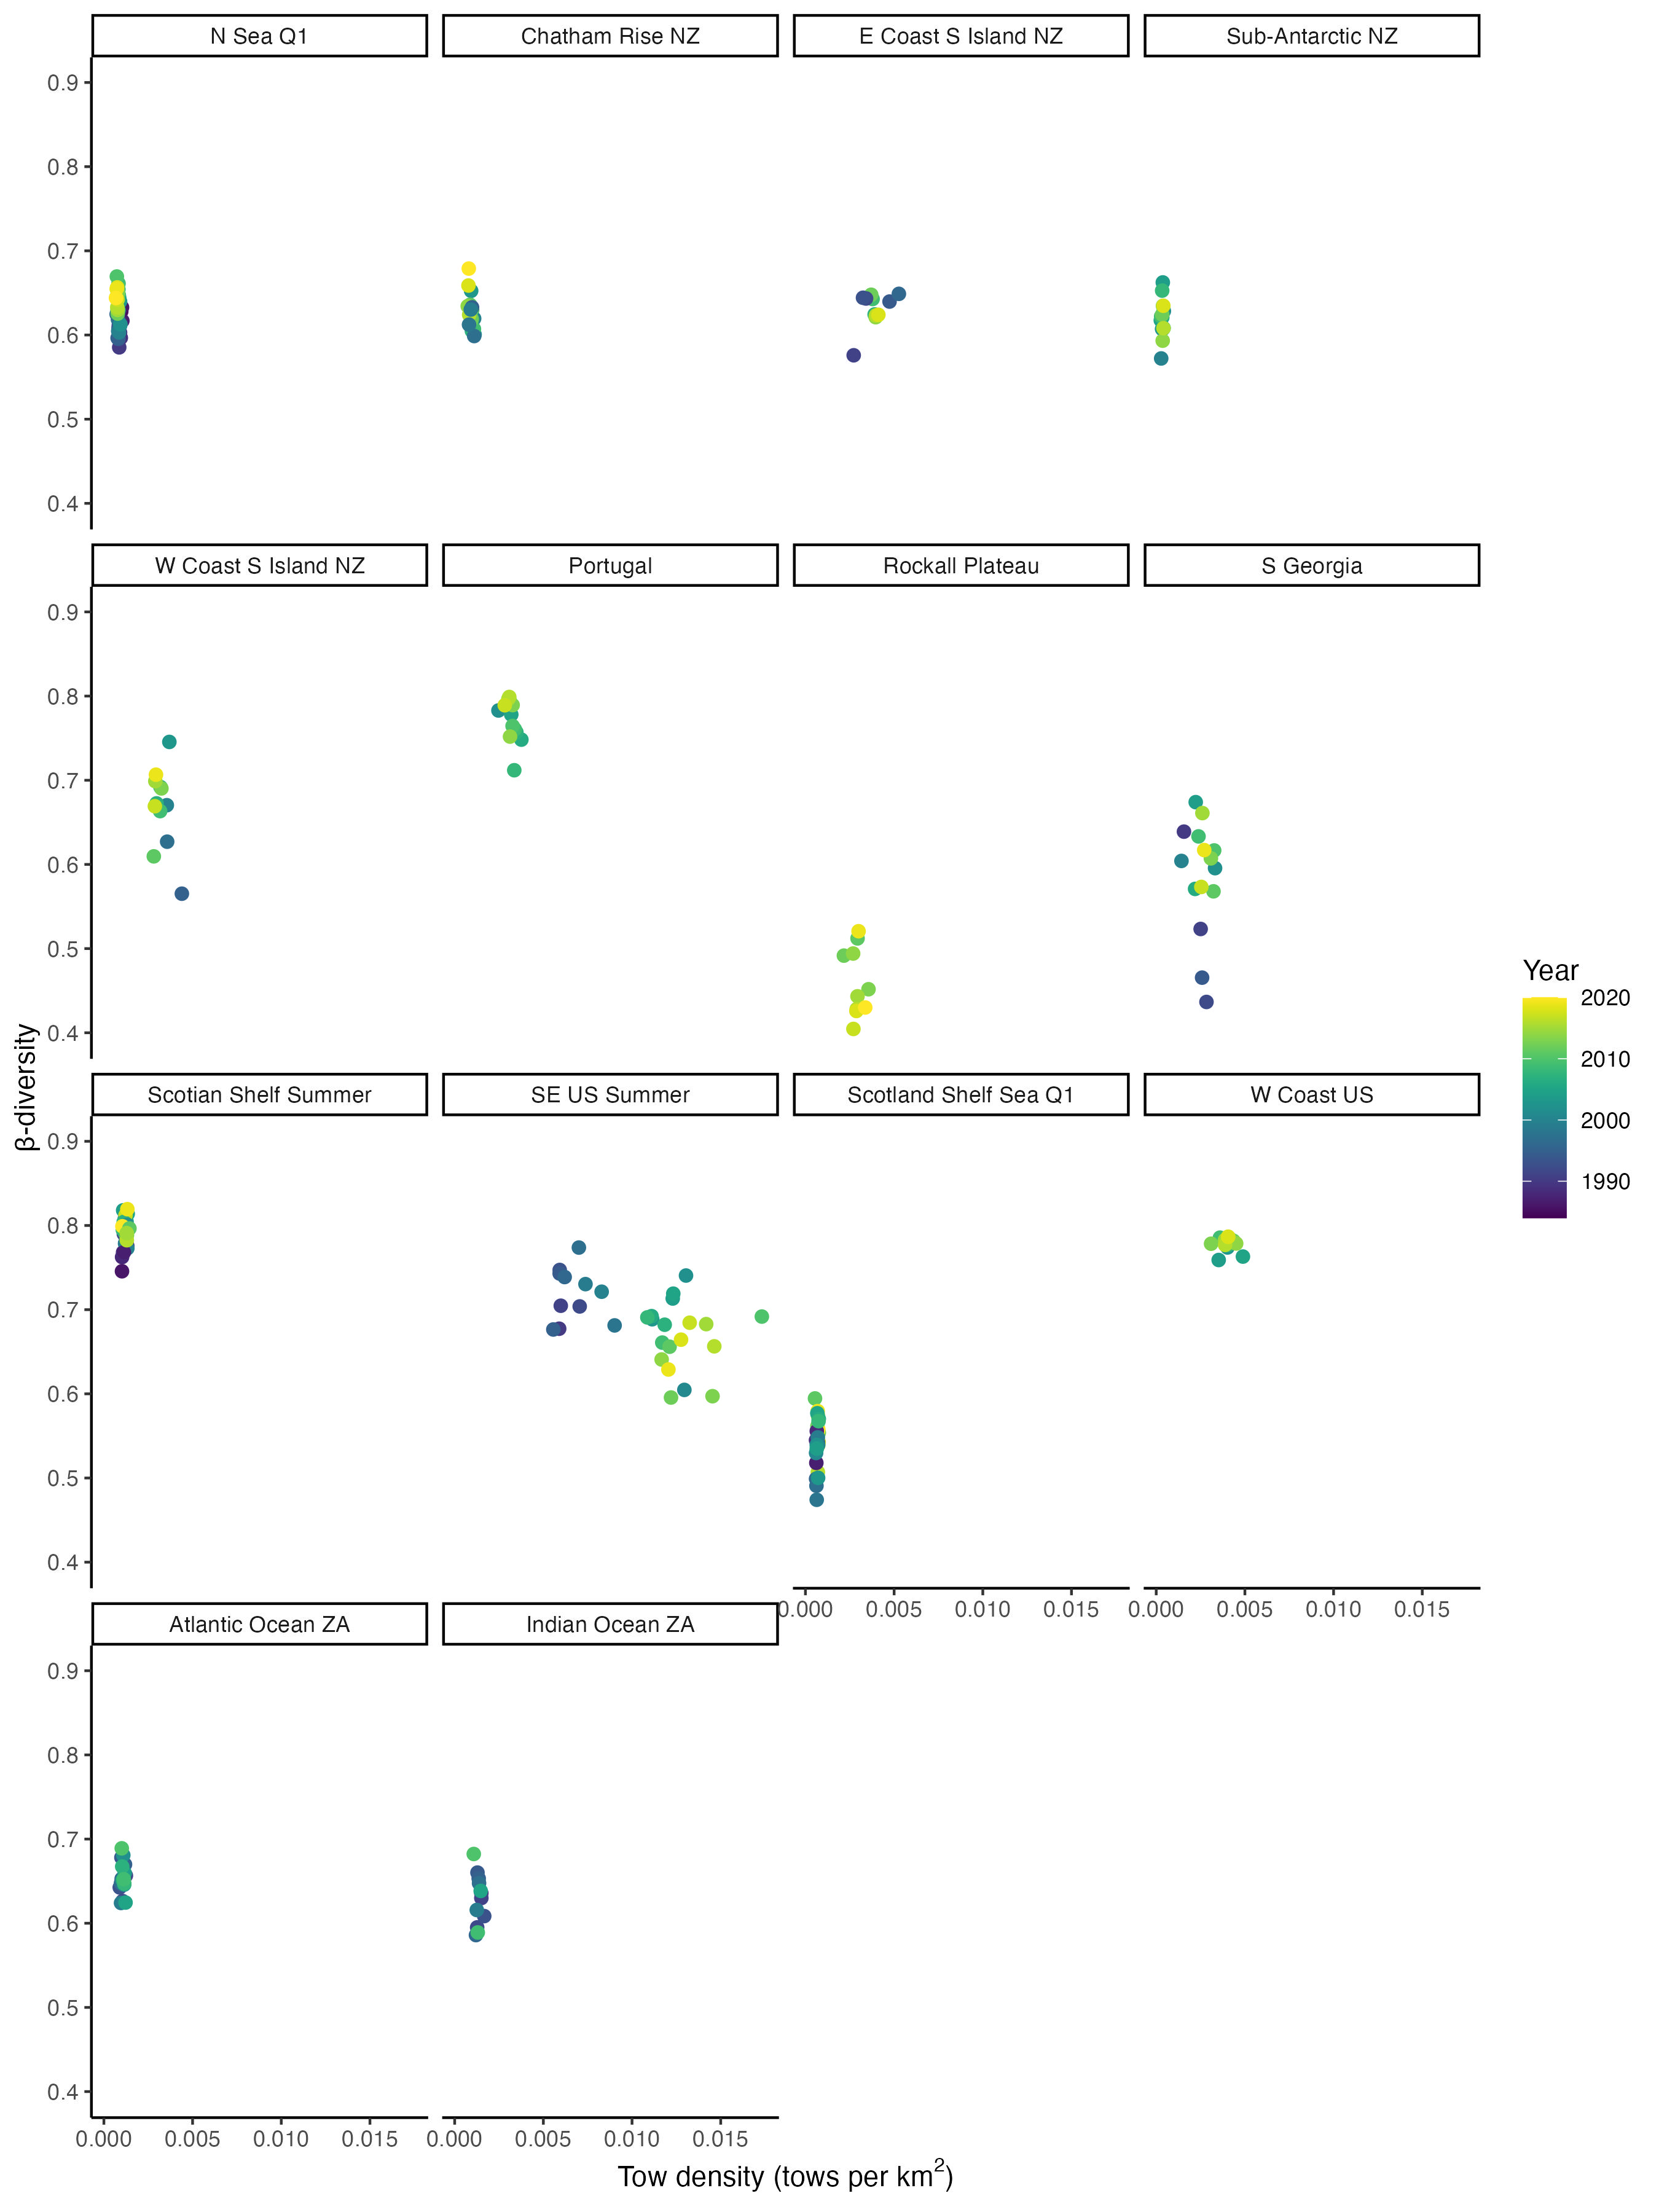 N Sea Q1
Chatham Rise NZ
E Coast S Island NZ
Sub-Antarctic NZ
0.9
0.8
0.7
0.6
0.5
0.4
W Coast S Island NZ
Portugal
Rockall Plateau
S Georgia
0.9
0.8
0.7
0.6
0.5
0.4
Scotian Shelf Summer
SE US Summer
Scotland Shelf Sea Q1
W Coast US
0.9
0.8
0.7
0.6
0.5
0.4
0.000 0.005 0.010 0.015
0.000 0.005 0.010 0.015
Atlantic Ocean ZA
Indian Ocean ZA
0.9
0.8
0.7
0.6
0.5
0.4
0.000 0.005 0.010 0.015
0.000 0.005 0.010 0.015
Tow density (tows per km²)
β-diversity
Year
2020
2010
2000
1990